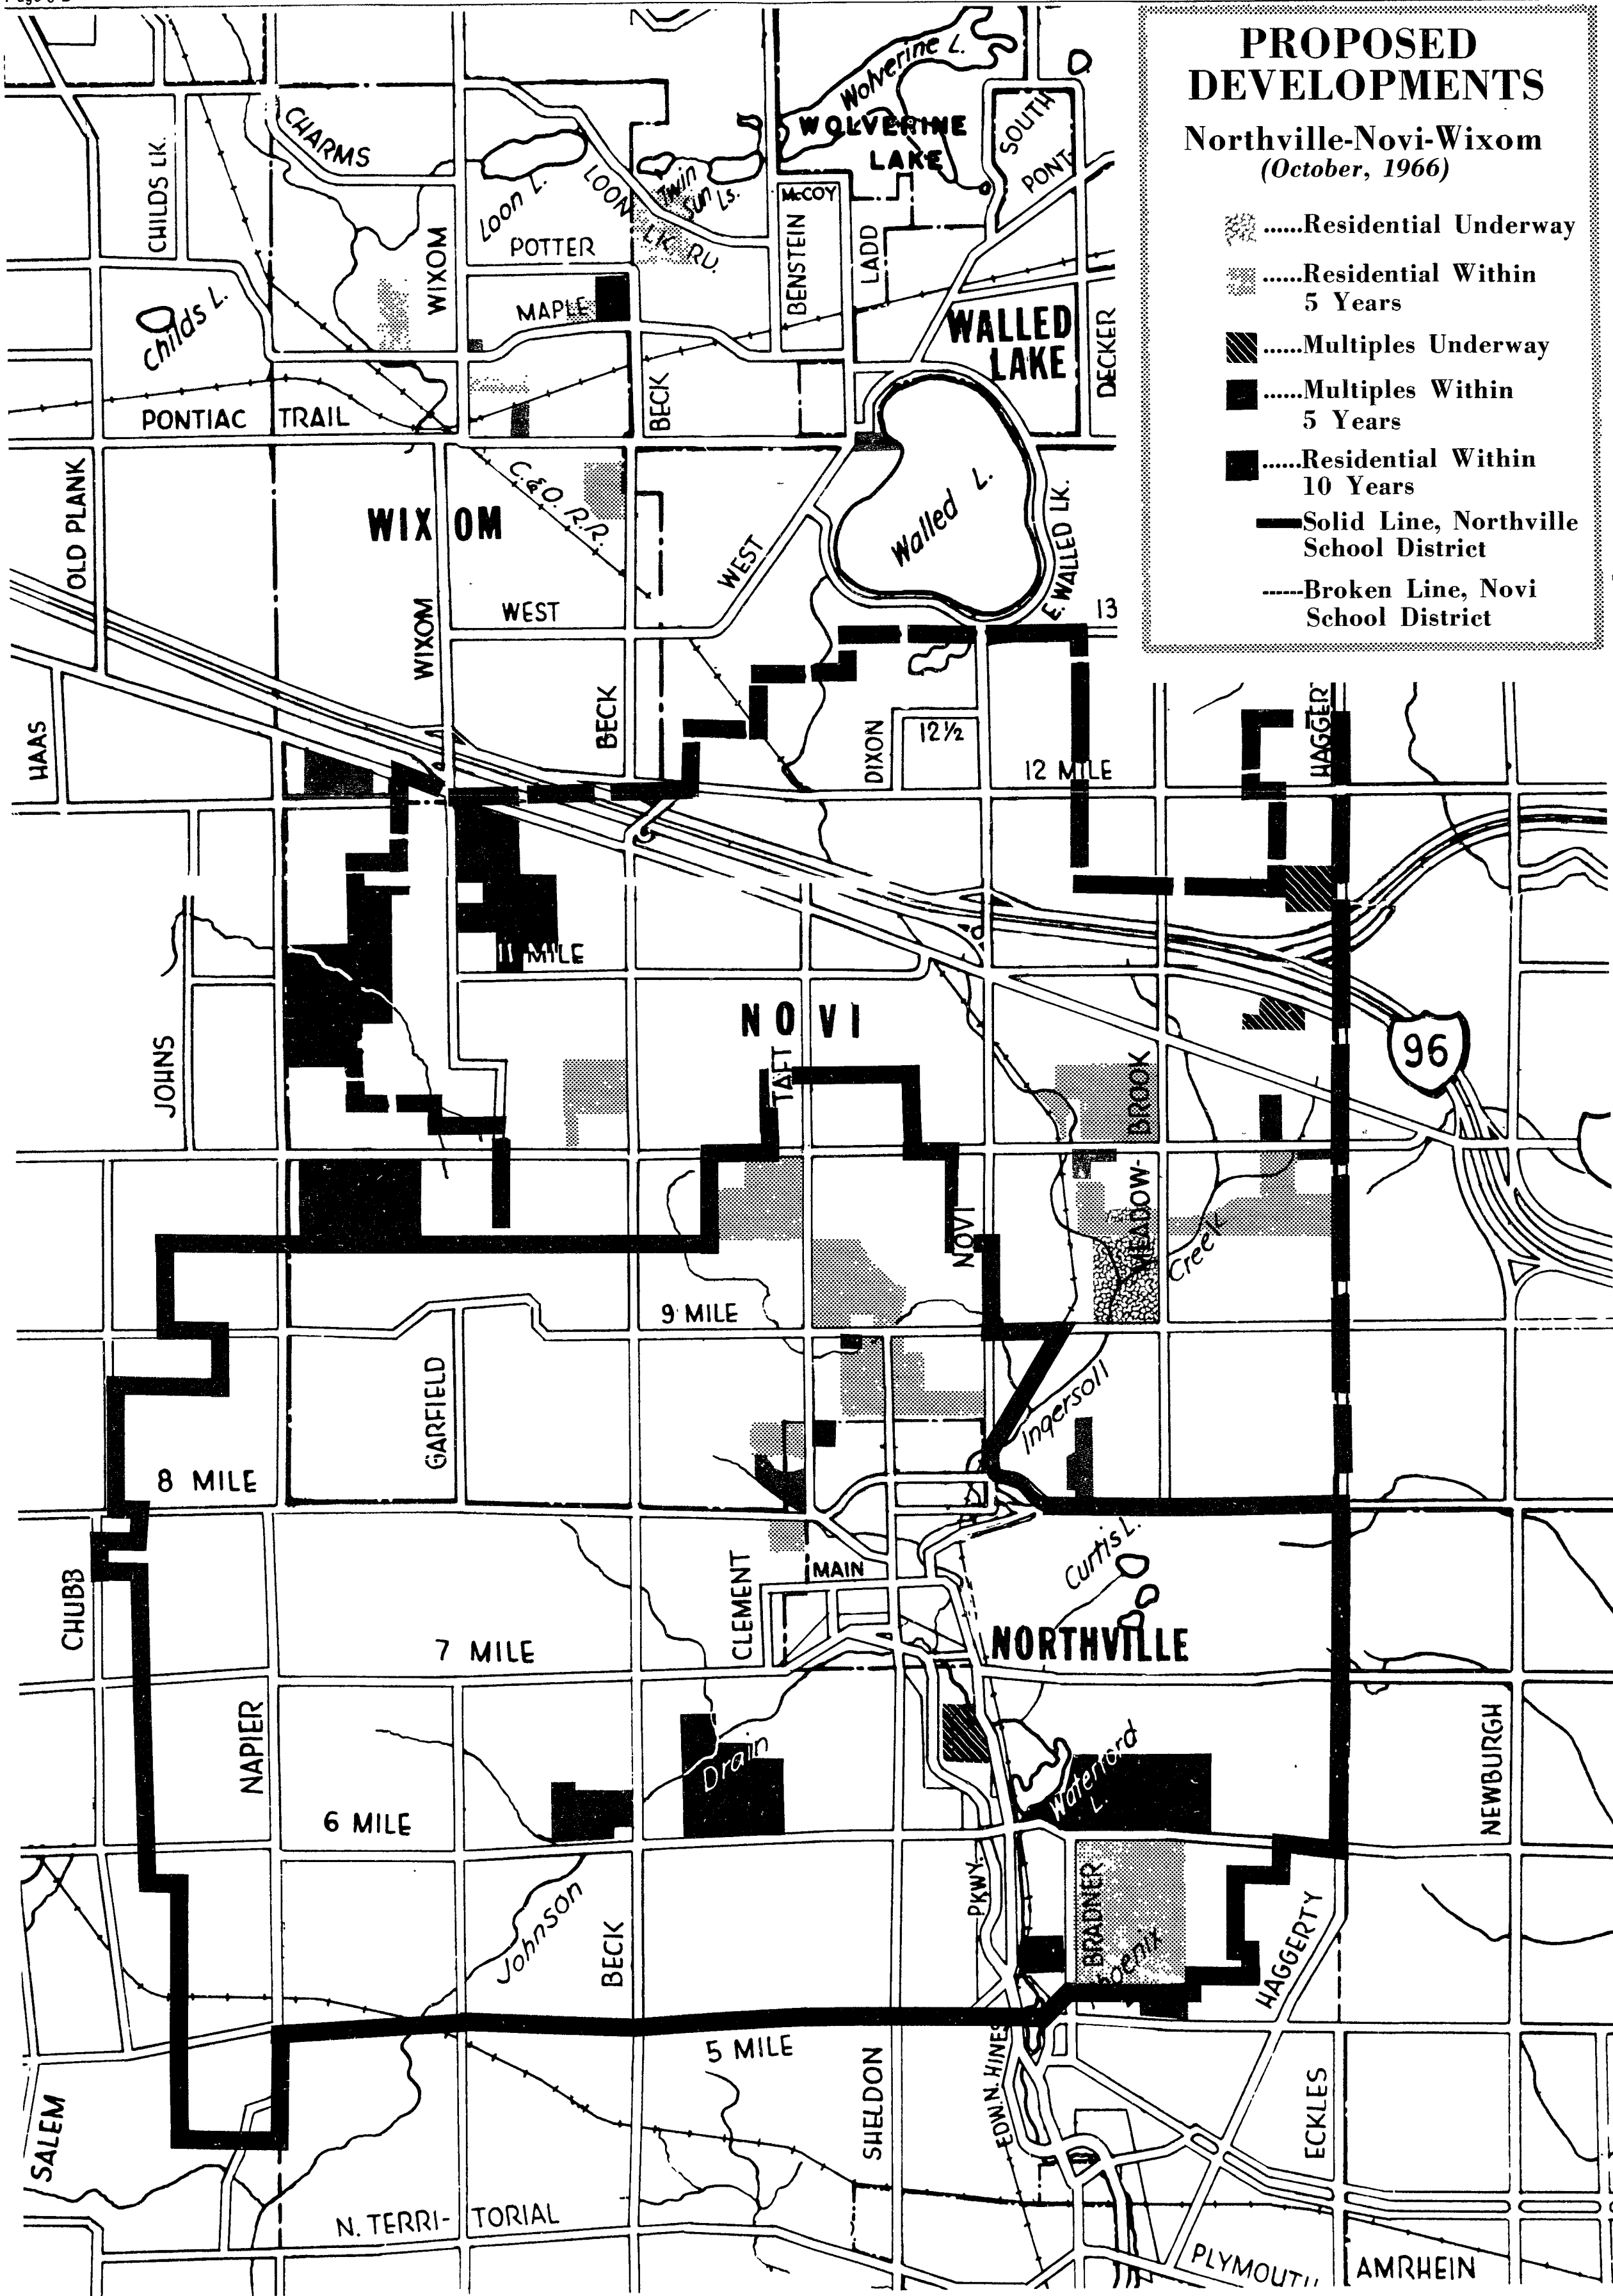 PROPOSED
DEVELOPMENTS
Northville-Novi-Wixom
(October, 1966)
......Residential Underway
......Residential Within
5 Years
......Multiples Underway
......Multiples Within
5 Years
......Residential Within
10 Years
Solid Line, Northville
School District
Broken Line, Novi
School District
Wolverine L.
WOLVERINE
LAKE
SOUTH
PONT.
CHARMS
CHILDS LK.
Loon L.
LOON
LK. RD.
Twin
Sun Ls.
McCOY
BENSTEIN
LADD
POTTER
WIXOM
MAPLE
Childs L.
WALLED
LAKE
DECKER
PONTIAC TRAIL
BECK
OLD PLANK
C.&O. R.R.
WIXOM
WEST
Walled L.
E. WALLED LK.
WIXOM
WEST
13
HAAS
BECK
DIXON
12½
12 MILE
HAGGER
11 MILE
NOVI
96
JOHNS
TAFT
MEADOW-
BROOK
NOVI
Creek
9 MILE
GARFIELD
Ingersoll
8 MILE
Curtis L.
MAIN
CHUBB
CLEMENT
7 MILE
NORTHVILLE
NAPIER
Drain
Waterford
L.
NEWBURGH
6 MILE
PKWY.
BRADNER
Johnson
BECK
oenix
HAGGERTY
5 MILE
SHELDON
EDW. N. HINES
ECKLES
SALEM
N. TERRI- TORIAL
PLYMOUTH
AMRHEIN